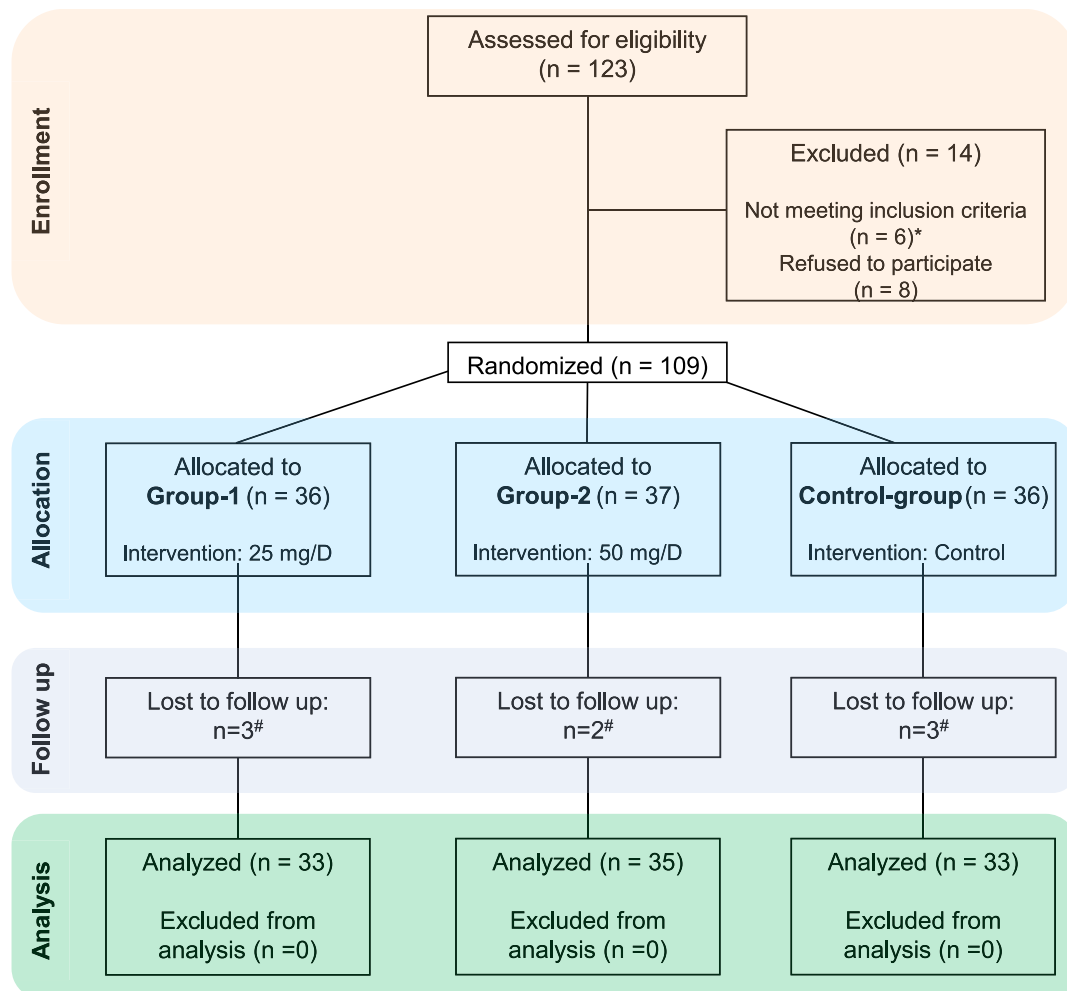 Enrollment
Assessed for eligibility
(n = 123)
Excluded (n = 14)
Not meeting inclusion criteria
(n = 6)*
Refused to participate
(n = 8)
Randomized (n = 109)
Allocation
Allocated to
Group-1 (n = 36)
Intervention: 25 mg/D
Allocated to
Group-2 (n = 37)
Intervention: 50 mg/D
Allocated to
Control-group (n = 36)
Intervention: Control
Follow up
Lost to follow up:
n=3#
Lost to follow up:
n=2#
Lost to follow up:
n=3#
Analysis
Analyzed (n = 33)
Excluded from
analysis (n =0)
Analyzed (n = 35)
Excluded from
analysis (n =0)
Analyzed (n = 33)
Excluded from
analysis (n =0)